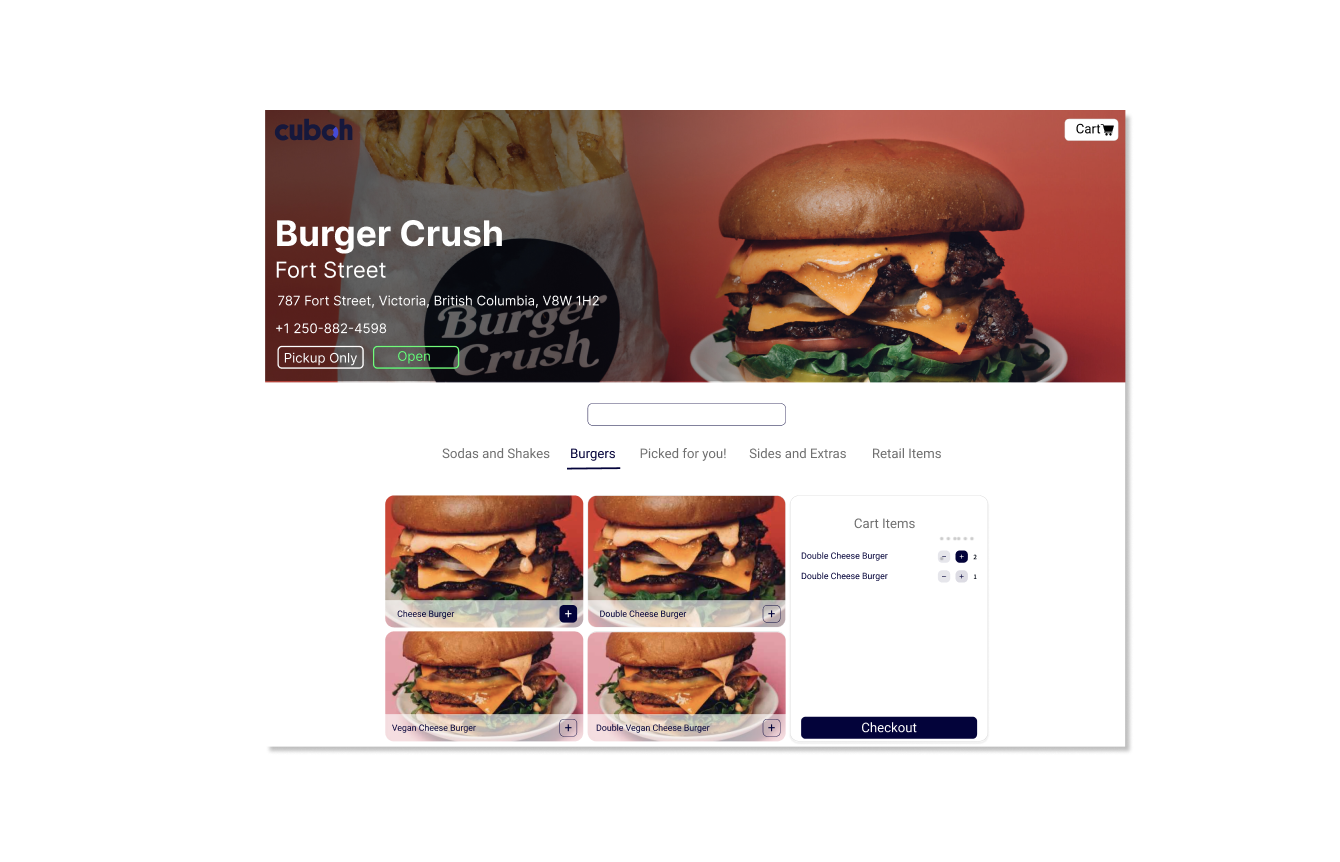 cubch
Cart
Burger Crush
Fort Street
787 Fort Street, Victoria, British Columbia, V8W 1H2
+1 250-882-4598
Burger
Crush
Pickup Only
Open
Sodas and Shakes
Burgers
Picked for you!
Sides and Extras
Retail Items
Cart Items
Double Cheese Burger - + 2
Double Cheese Burger - + 1
Cheese Burger +
Double Cheese Burger +
Vegan Cheese Burger +
Double Vegan Cheese Burger +
Checkout